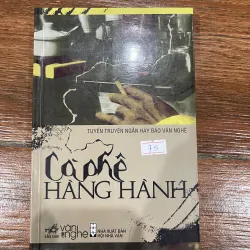 TUYỂN TRUYỆN NGẮN HAY BÁO VĂN NGHỆ
Cà phê
HÀNG HÀNH
75
văn nghệ
NHÀ XUẤT BẢN
HỘI NHÀ VĂN